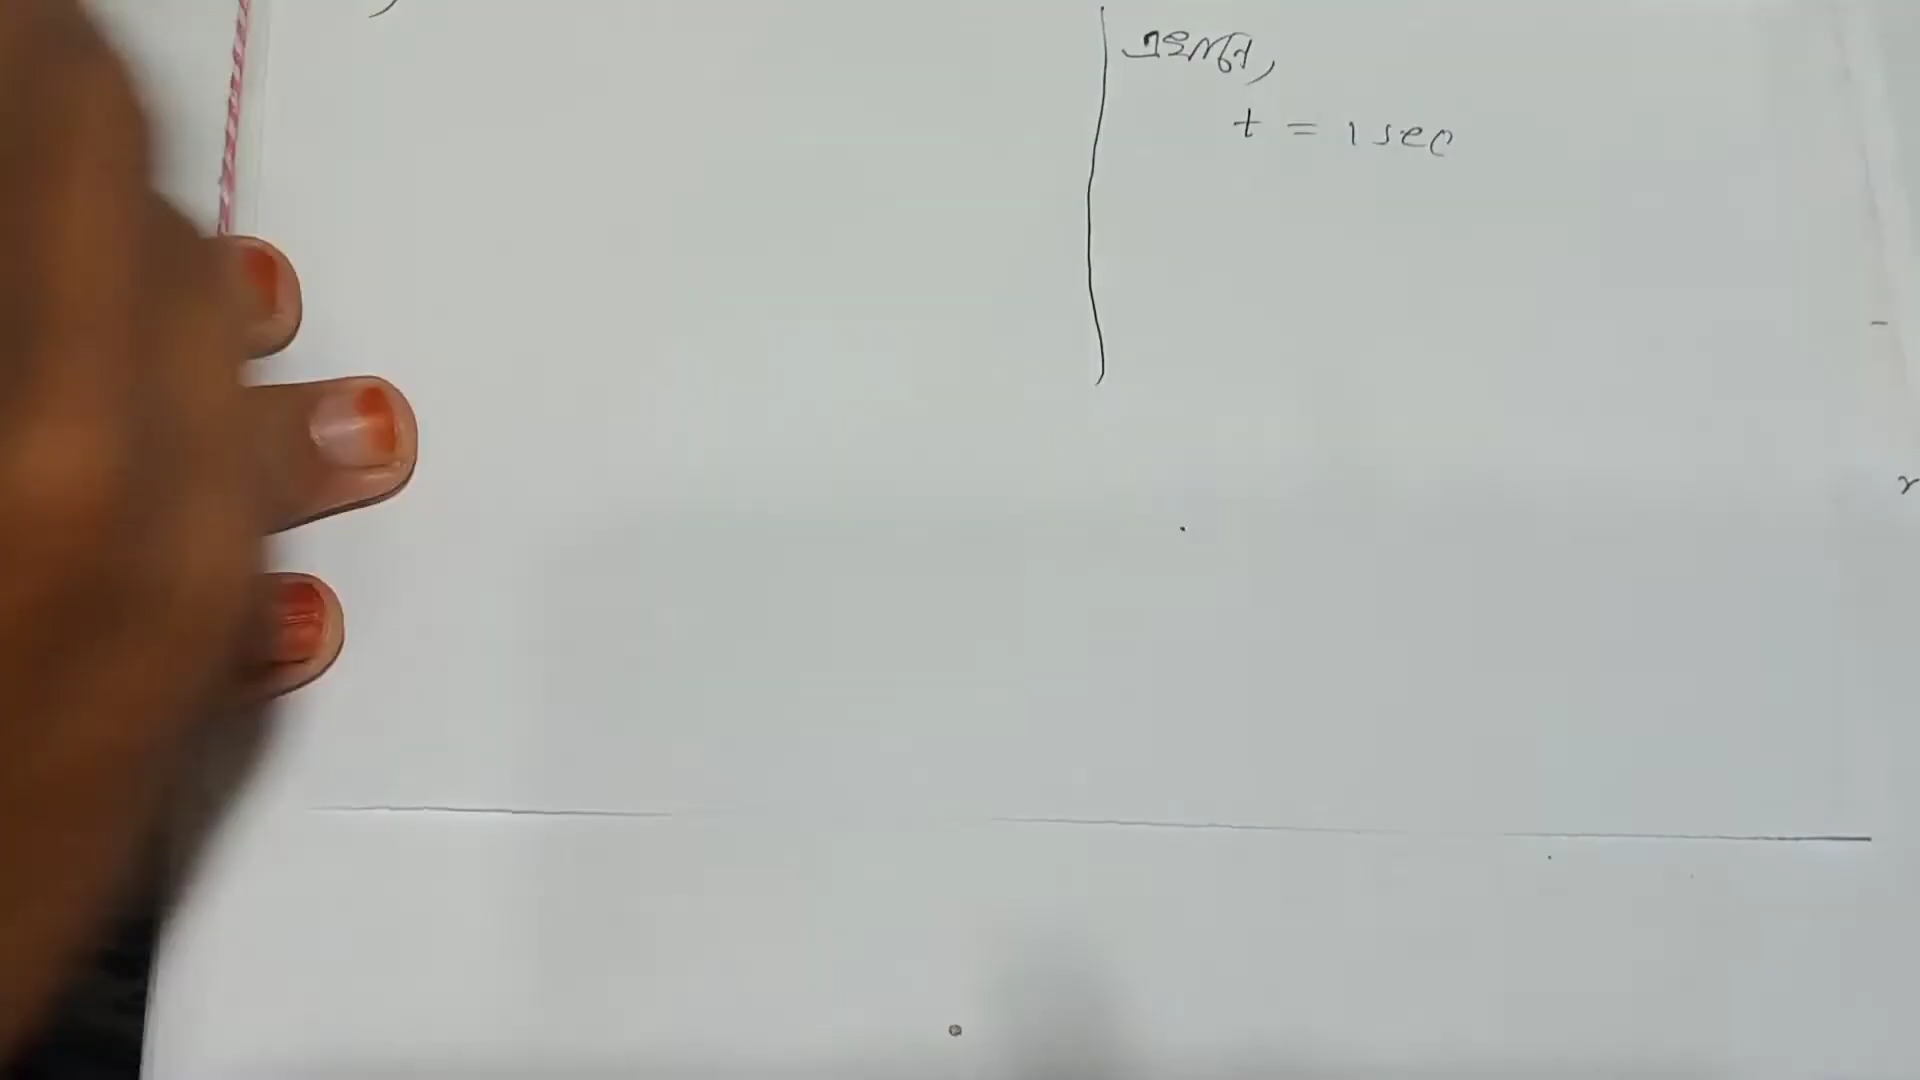 এখানে,
t = 1 sec